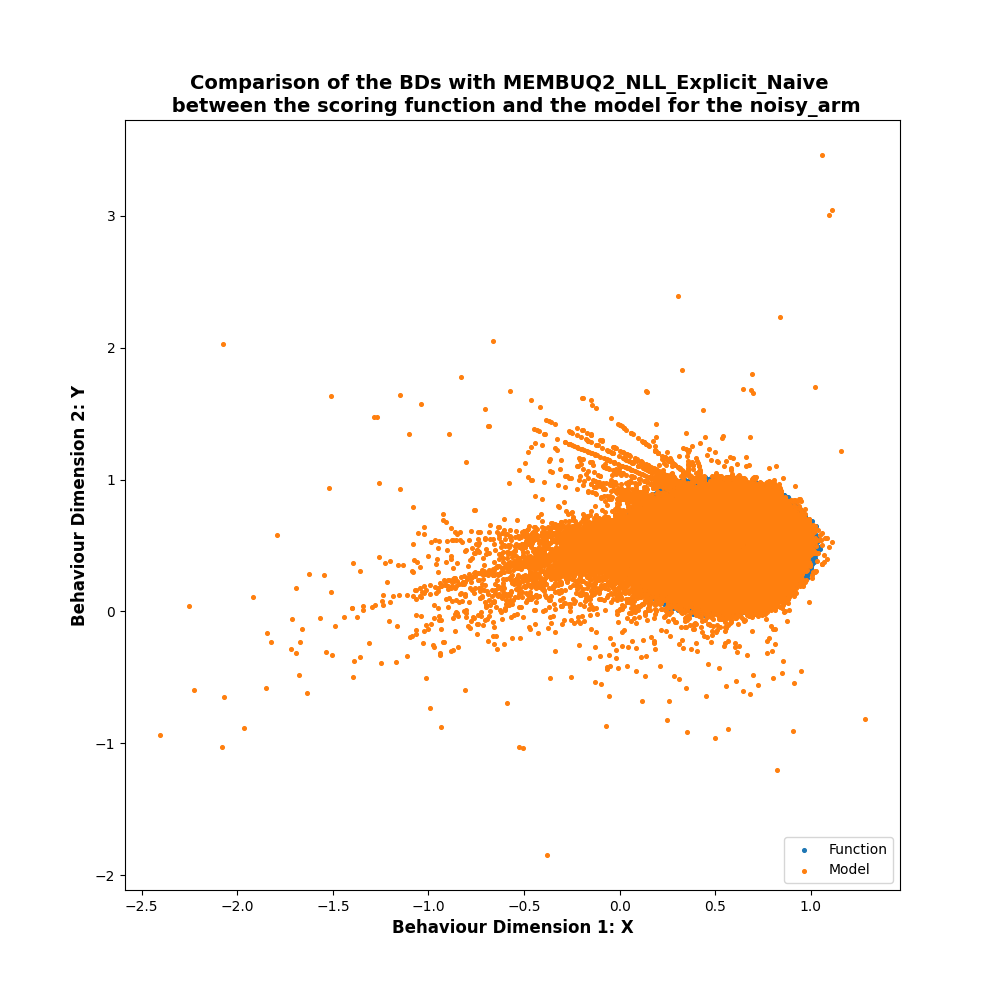 Comparison of the BDs with MEMBUQ2_NLL_Explicit_Naive
between the scoring function and the model for the noisy_arm
Behaviour Dimension 2: Y
3
2
1
0
−1
−2
−2.5 −2.0 −1.5 −1.0 −0.5 0.0 0.5 1.0
Behaviour Dimension 1: X
Function
Model